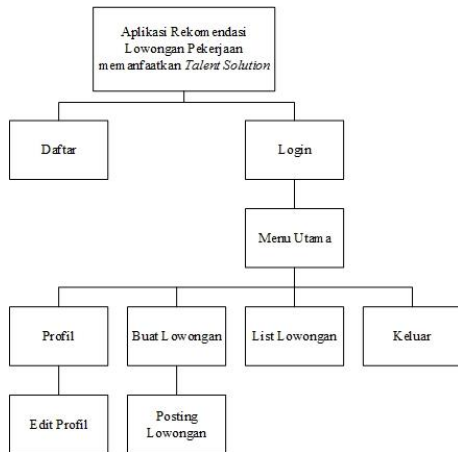 Aplikasi Rekomendasi
Lowongan Pekerjaan
memanfaatkan Talent Solution
Daftar
Login
Menu Utama
Profil
Buat Lowongan
List Lowongan
Keluar
Edit Profil
Posting
Lowongan